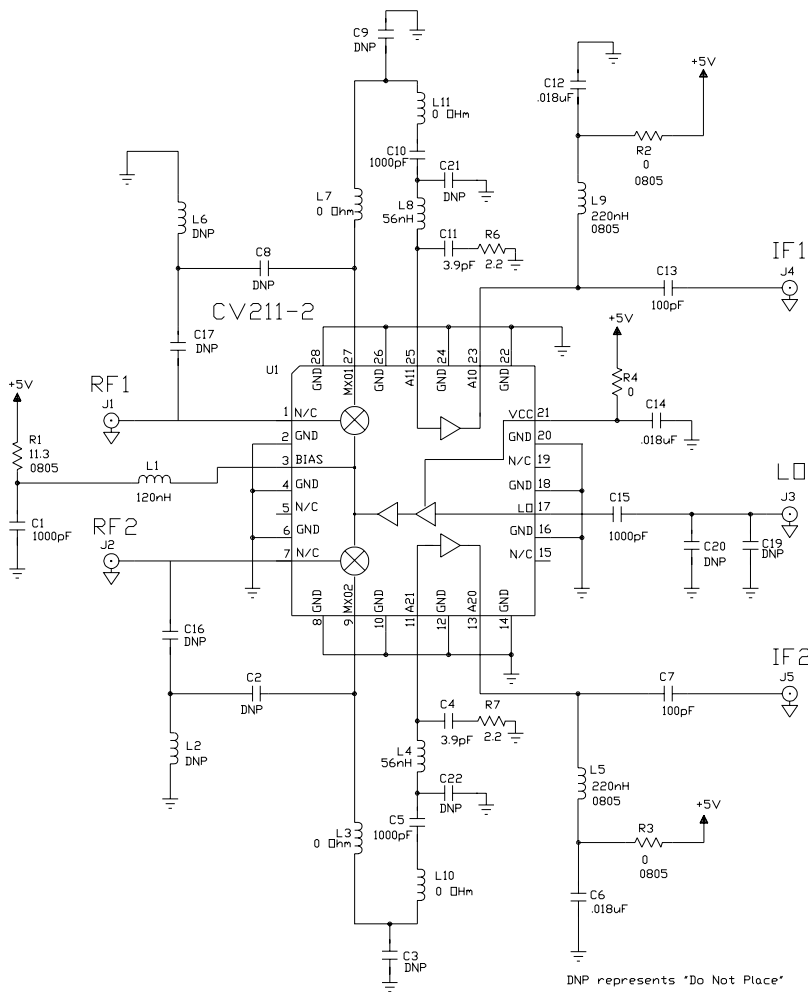 C9
DNP
L11
0 OHm
C12
.018uF
+5V
R2
0
0805
C10
1000pF
C21
DNP
L7
0 Ohm
L8
56nH
L9
220nH
0805
L6
DNP
C8
DNP
C11
3.9pF
R6
2.2
IF1
J4
C13
100pF
CV211-2
C17
DNP
+5V
R4
0
U1
GND 28
MXO1 27
GND 26
A11 25
GND 24
A10 23
GND 22
RF1
J1
+5V
R1
11.3
0805
1 N/C
2 GND
3 BIAS
4 GND
5 N/C
6 GND
7 N/C
VCC 21
GND 20
N/C 19
GND 18
LO 17
GND 16
N/C 15
C14
.018uF
L1
120nH
C1
1000pF
LO
J3
C15
1000pF
C20
DNP
C19
DNP
RF2
J2
8 GND
9 MXO2
10 GND
11 A21
12 GND
13 A20
14 GND
C16
DNP
C2
DNP
L2
DNP
IF2
J5
C7
100pF
C4
3.9pF
R7
2.2
L4
56nH
C22
DNP
C5
1000pF
L5
220nH
0805
+5V
R3
0
0805
L3
0 Ohm
L10
0 OHm
C6
.018uF
C3
DNP
DNP represents "Do Not Place"